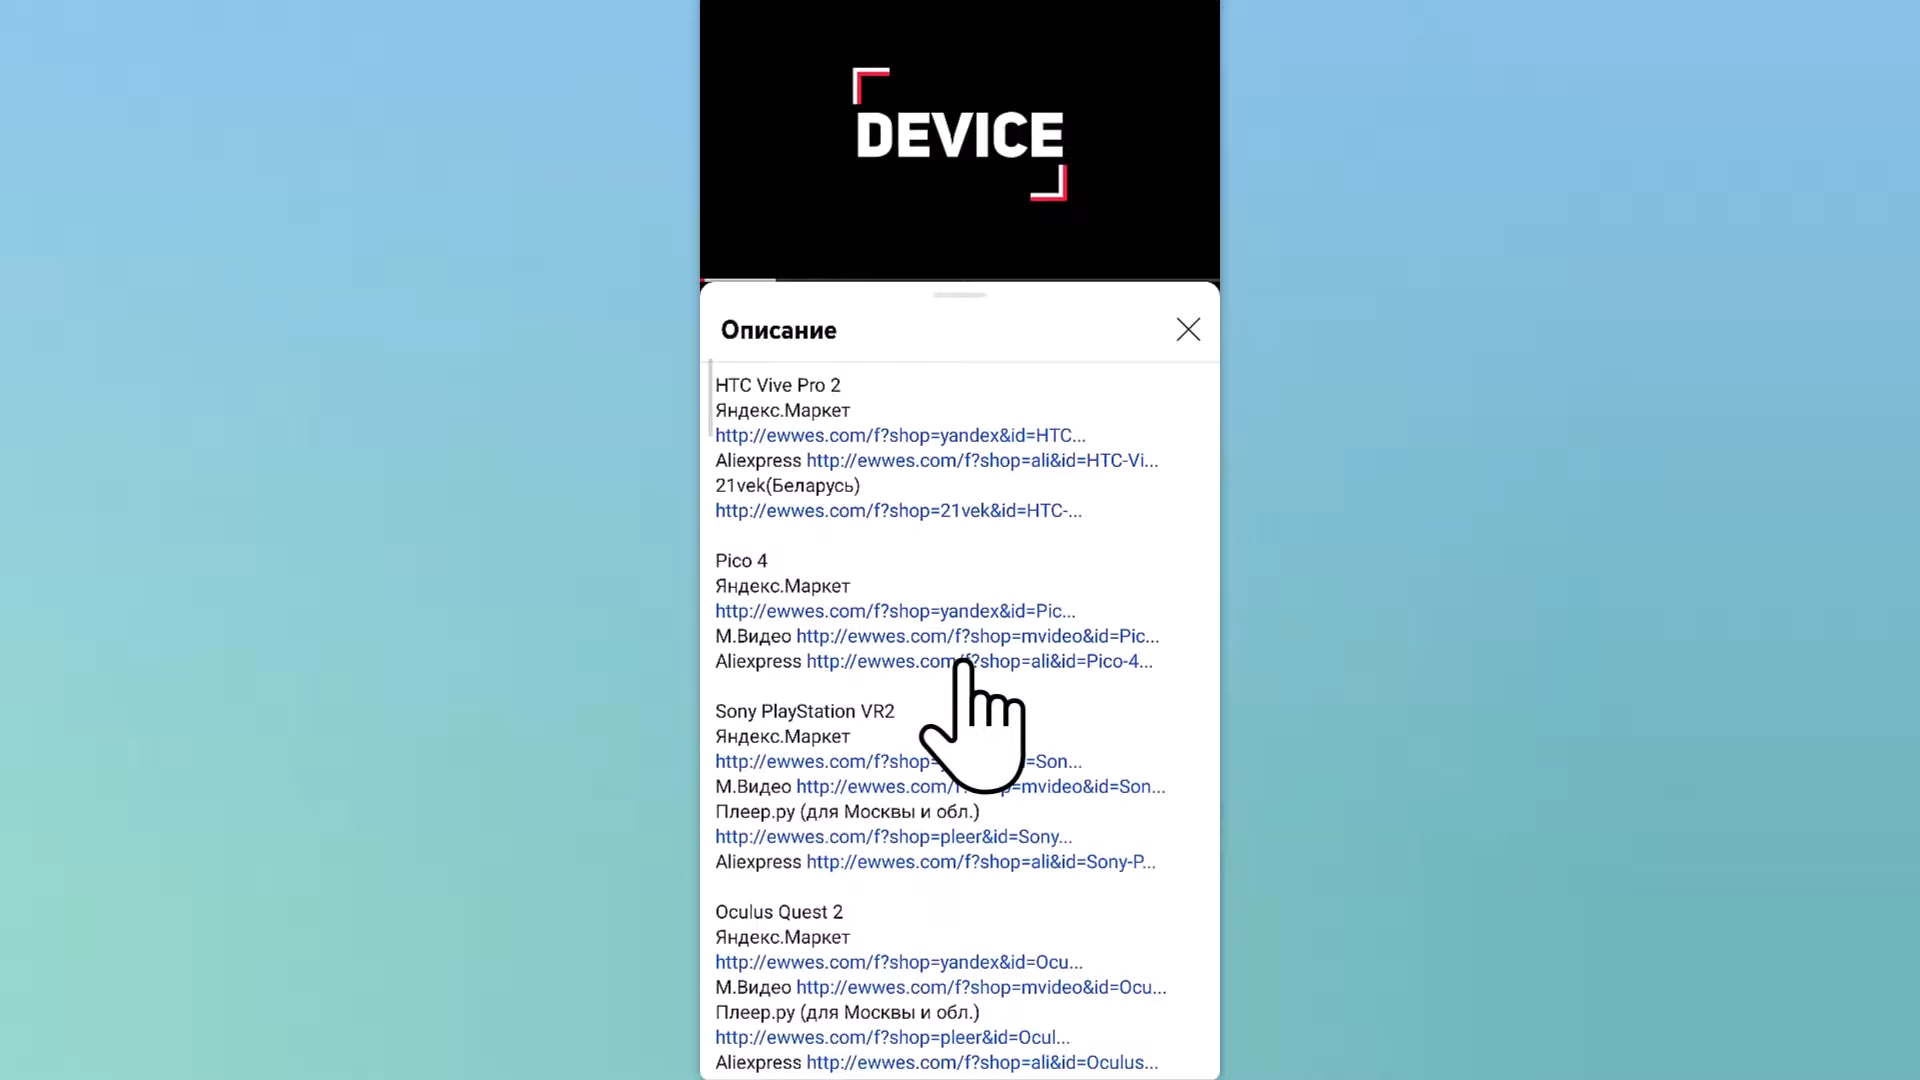 DEVICE
Описание
HTC Vive Pro 2
Яндекс.Маркет
http://ewwes.com/f?shop=yandex&id=HTC...
Aliexpress http://ewwes.com/f?shop=ali&id=HTC-Vi...
21vek(Беларусь)
http://ewwes.com/f?shop=21vek&id=HTC-...
Pico 4
Яндекс.Маркет
http://ewwes.com/f?shop=yandex&id=Pic...
М.Видео http://ewwes.com/f?shop=mvideo&id=Pic...
Aliexpress http://ewwes.com/f?shop=ali&id=Pico-4...
Sony PlayStation VR2
Яндекс.Маркет
http://ewwes.com/f?shop =Son...
М.Видео http://ewwes.com/f p=mvideo&id=Son...
Плеер.ру (для Москвы и обл.)
http://ewwes.com/f?shop=pleer&id=Sony...
Aliexpress http://ewwes.com/f?shop=ali&id=Sony-P...
Oculus Quest 2
Яндекс.Маркет
http://ewwes.com/f?shop=yandex&id=Ocu...
М.Видео http://ewwes.com/f?shop=mvideo&id=Ocu...
Плеер.ру (для Москвы и обл.)
http://ewwes.com/f?shop=pleer&id=Ocul...
Aliexpress http://ewwes.com/f?shop=ali&id=Oculus...